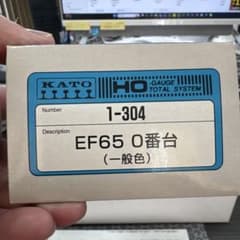 KATO HO GAUGE
TOTAL SYSTEM
Number
1-304
Description
EF65 0番台
(一般色)